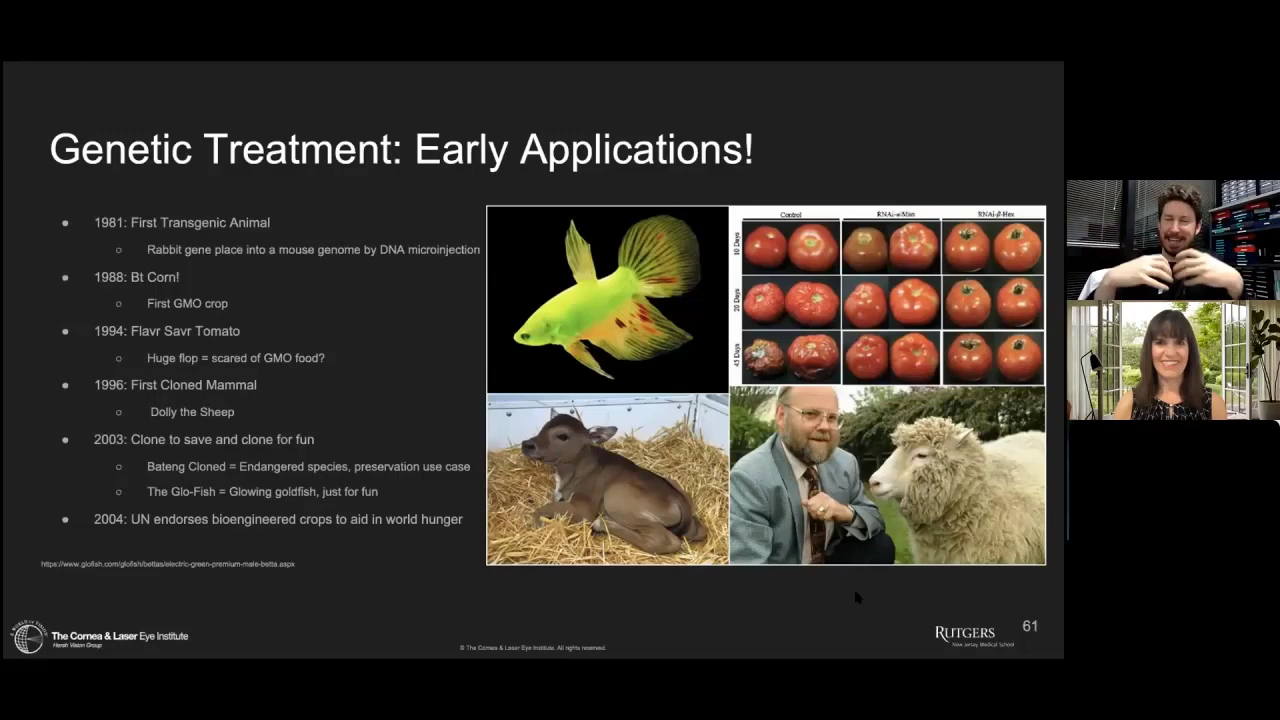 Genetic Treatment: Early Applications!
1981: First Transgenic Animal
Rabbit gene place into a mouse genome by DNA microinjection
1988: Bt Corn!
First GMO crop
1994: Flavr Savr Tomato
Huge flop = scared of GMO food?
1996: First Cloned Mammal
Dolly the Sheep
2003: Clone to save and clone for fun
Bateng Cloned = Endangered species, preservation use case
The Glo-Fish = Glowing goldfish, just for fun
2004: UN endorses bioengineered crops to aid in world hunger
https://www.glofish.com/glofish/bettas/electric-green-premium-male-betta.aspx
Control
RNAi-α-Man
RNAi-β-Hex
10 Days
20 Days
45 Days
A WORLD OF VISION
The Cornea & Laser Eye Institute
Hersh Vision Group
© The Cornea & Laser Eye Institute. All rights reserved.
RUTGERS
New Jersey Medical School
61